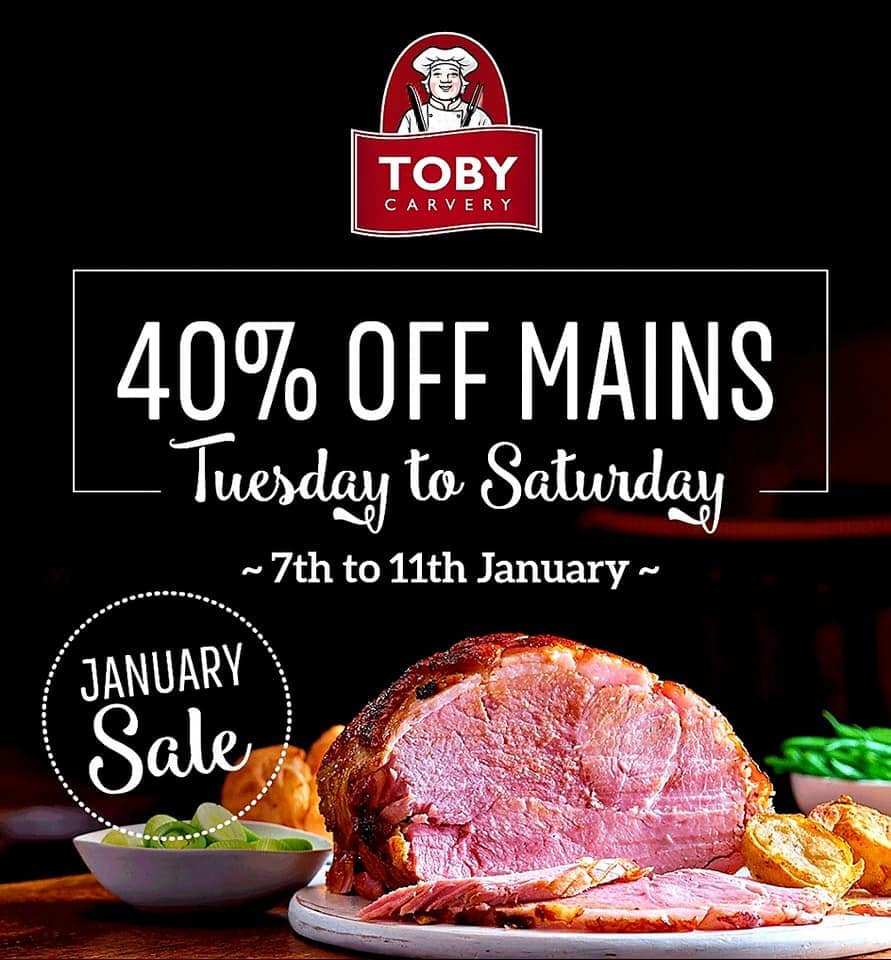 TOBY
CARVERY
40% OFF MAINS
Tuesday to Saturday
~ 7th to 11th January ~
JANUARY
Sale